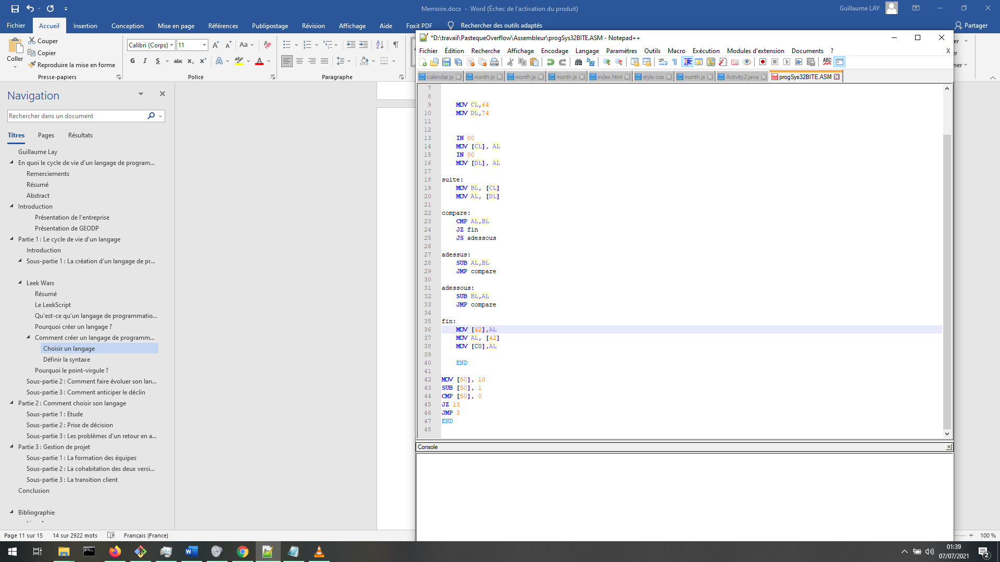 Memoire.docx - Word (Échec de l'activation du produit)
Guillaume LAY
Fichier Accueil Insertion Conception Mise en page Références Publipostage Révision Affichage Aide Foxit PDF Rechercher des outils adaptés
Partager
Coller
Couper
Copier
Reproduire la mise en forme
Presse-papiers
Calibri (Corps) 11
Aa
G I S abc x₂ x²
Police
Paragraphe
Navigation
Rechercher dans un document
Titres Pages Résultats
Guillaume Lay
En quoi le cycle de vie d'un langage de program...
Remerciements
Résumé
Abstract
Introduction
Présentation de l'entreprise
Présentation de GEODP
Partie 1 : Le cycle de vie d'un langage
Introduction
Sous-partie 1 : La création d'un langage de pr...
Leek Wars
Résumé
Le LeekScript
Qu'est-ce qu'un langage de programmatio...
Pourquoi créer un langage ?
Comment créer un langage de programm...
Choisir un langage
Définir la syntaxe
Pourquoi le point-virgule ?
Sous-partie 2 : Comment faire évoluer son lan...
Sous-partie 3 : Comment anticiper le déclin
Partie 2 : Comment choisir son langage
Sous-partie 1 : Etude
Sous-partie 2 : Prise de décision
Sous-partie 3 : Les problèmes d'un retour en a...
Partie 3 : Gestion de projet
Sous-partie 1 : La formation des équipes
Sous-partie 2 : La cohabitation des deux versi...
Sous-partie 3 : La transition client
Conclusion
Bibliographie
Page 11 sur 15 14 sur 2922 mots Français (France)
100 %
*D:\travail\PastequeOverflow\Assembleur\progSys32BITE.ASM - Notepad++
Fichier Édition Recherche Affichage Encodage Langage Paramètres Outils Macro Exécution Modules d'extension Documents ? X
ABC
calendar.js month.js month.js month.js index.html style.css month.js Activity2.java progSys32BITE.ASM
7
8
9 MOV CL,64
10 MOV DL,74
11
12
13 IN 00
14 MOV [CL], AL
15 IN 00
16 MOV [DL], AL
17
18 suite:
19 MOV BL, [CL]
20 MOV AL, [DL]
21
22 compare:
23 CMP AL,BL
24 JZ fin
25 JS adessous
26
27 adessus:
28 SUB AL,BL
29 JMP compare
30
31 adessous:
32 SUB BL,AL
33 JMP compare
34
35 fin:
36 MOV [42],AL
37 MOV AL, [42]
38 MOV [C0],AL
39
40 END
41
42 MOV [50], 10
43 SUB [50], 1
44 CMP [50], 0
45 JZ 13
46 JMP 3
47 END
48
Console
01:39
07/07/2021
2